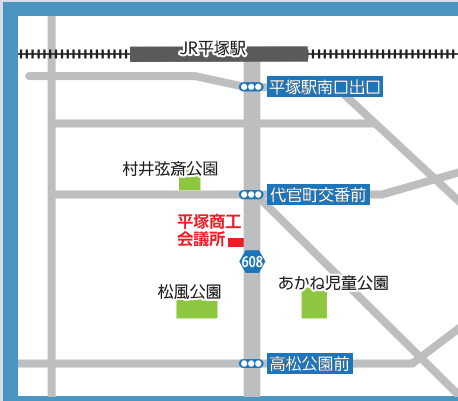 JR平塚駅
平塚駅南口出口
村井弦斎公園
代官町交番前
平塚商工
会議所
608
松風公園
あかね児童公園
高松公園前